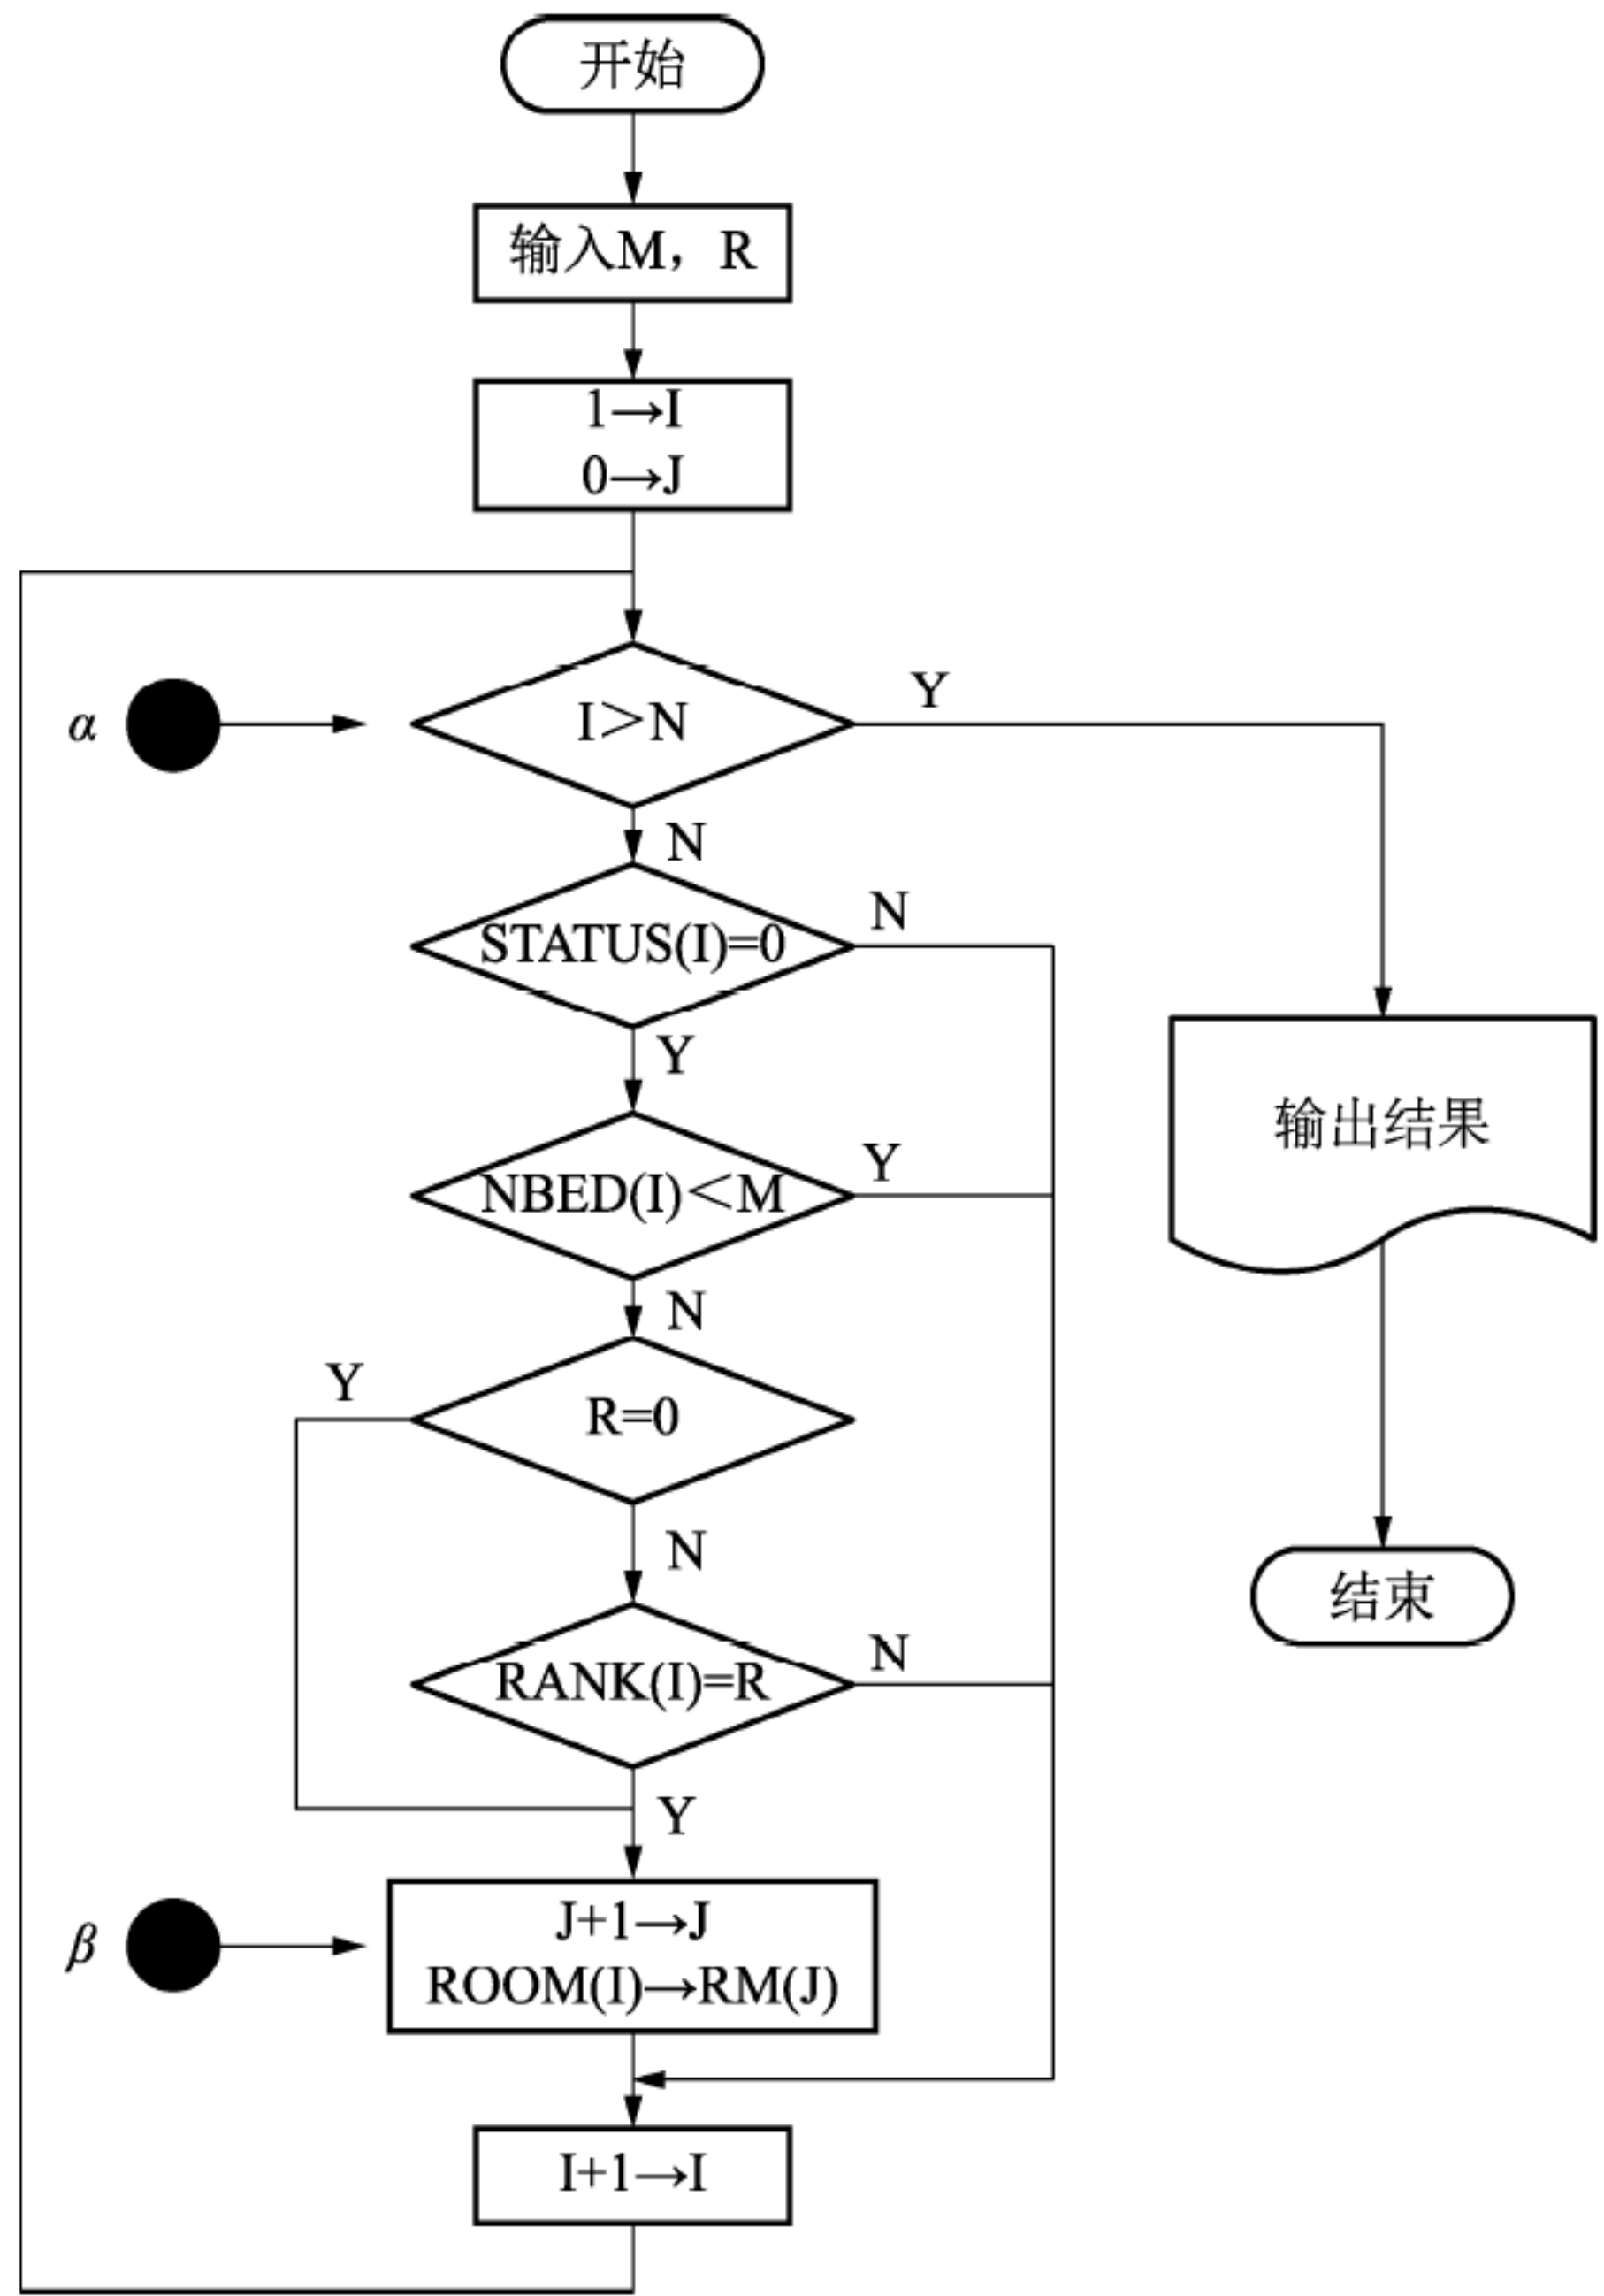 开始
输入M，R
1→I
0→J
α
I＞N
Y
N
STATUS(I)=0
N
Y
NBED(I)＜M
Y
N
R=0
Y
N
RANK(I)=R
N
Y
β
J+1→J
ROOM(I)→RM(J)
I+1→I
输出结果
结束